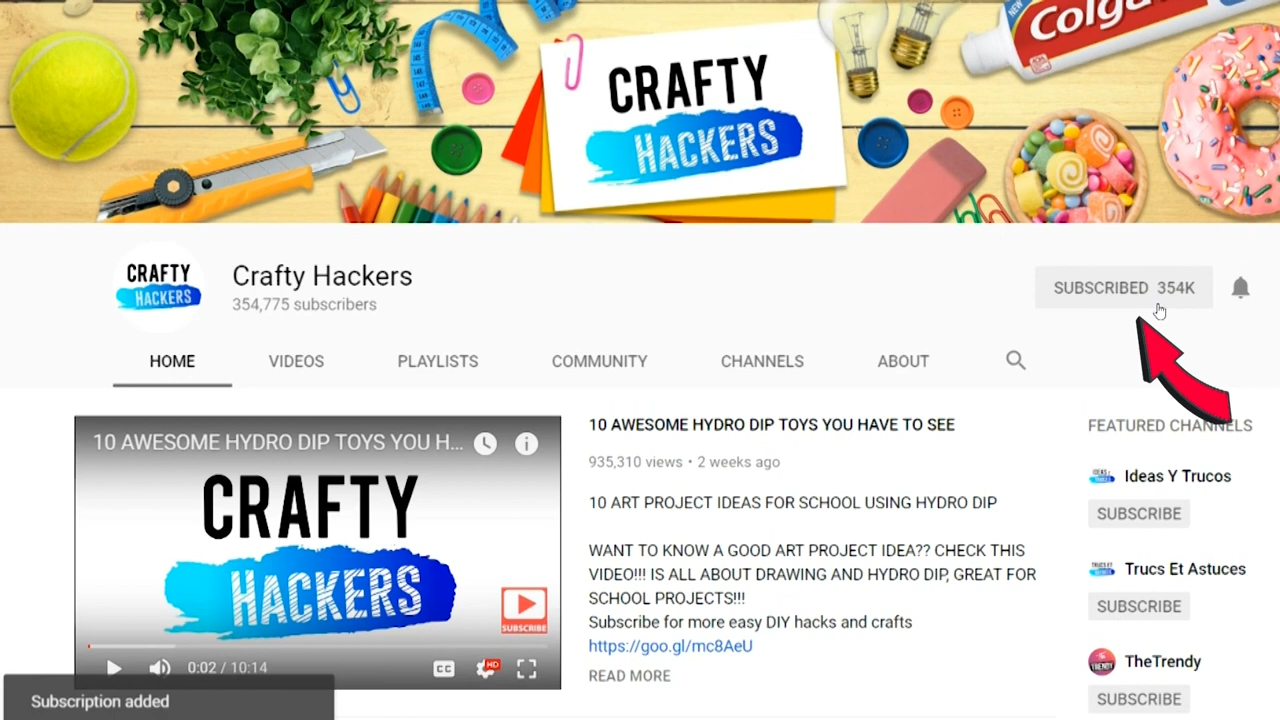 NEW
Colga
CRAFTY
HACKERS
CRAFTY
HACKERS
Crafty Hackers
354,775 subscribers
SUBSCRIBED 354K
HOME VIDEOS PLAYLISTS COMMUNITY CHANNELS ABOUT
10 AWESOME HYDRO DIP TOYS YOU H...
CRAFTY
HACKERS
SUBSCRIBE
0:02 / 10:14
CC
HD
Subscription added
10 AWESOME HYDRO DIP TOYS YOU HAVE TO SEE
935,310 views • 2 weeks ago
10 ART PROJECT IDEAS FOR SCHOOL USING HYDRO DIP
WANT TO KNOW A GOOD ART PROJECT IDEA?? CHECK THIS
VIDEO!!! IS ALL ABOUT DRAWING AND HYDRO DIP, GREAT FOR
SCHOOL PROJECTS!!!
Subscribe for more easy DIY hacks and crafts
https://goo.gl/mc8AeU
READ MORE
FEATURED CHANNELS
Ideas Y Trucos
SUBSCRIBE
Trucs Et Astuces
SUBSCRIBE
TheTrendy
SUBSCRIBE